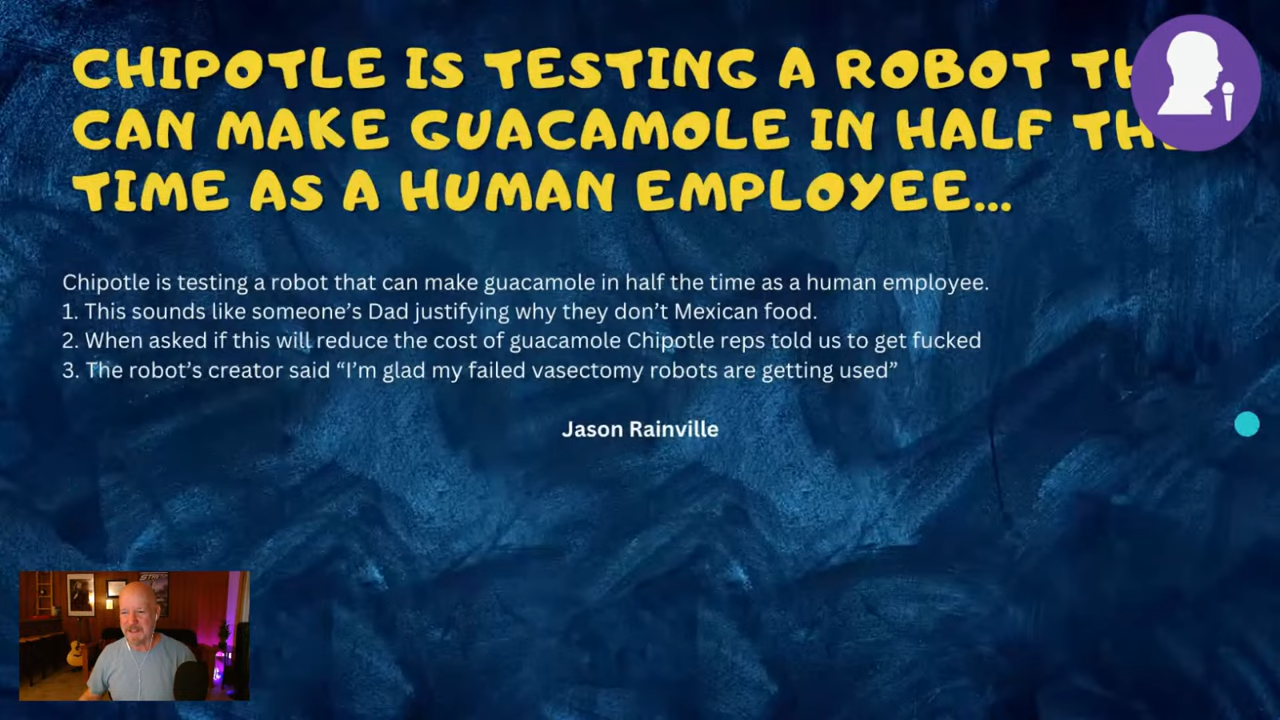 CHIPOTLE IS TESTING A ROBOT
CAN MAKE GUACAMOLE IN HALF
TIME AS A HUMAN EMPLOYEE...
Chipotle is testing a robot that can make guacamole in half the time as a human employee.
1. This sounds like someone's Dad justifying why they don't Mexican food.
2. When asked if this will reduce the cost of guacamole Chipotle reps told us to get fucked
3. The robot's creator said “I'm glad my failed vasectomy robots are getting used”
Jason Rainville